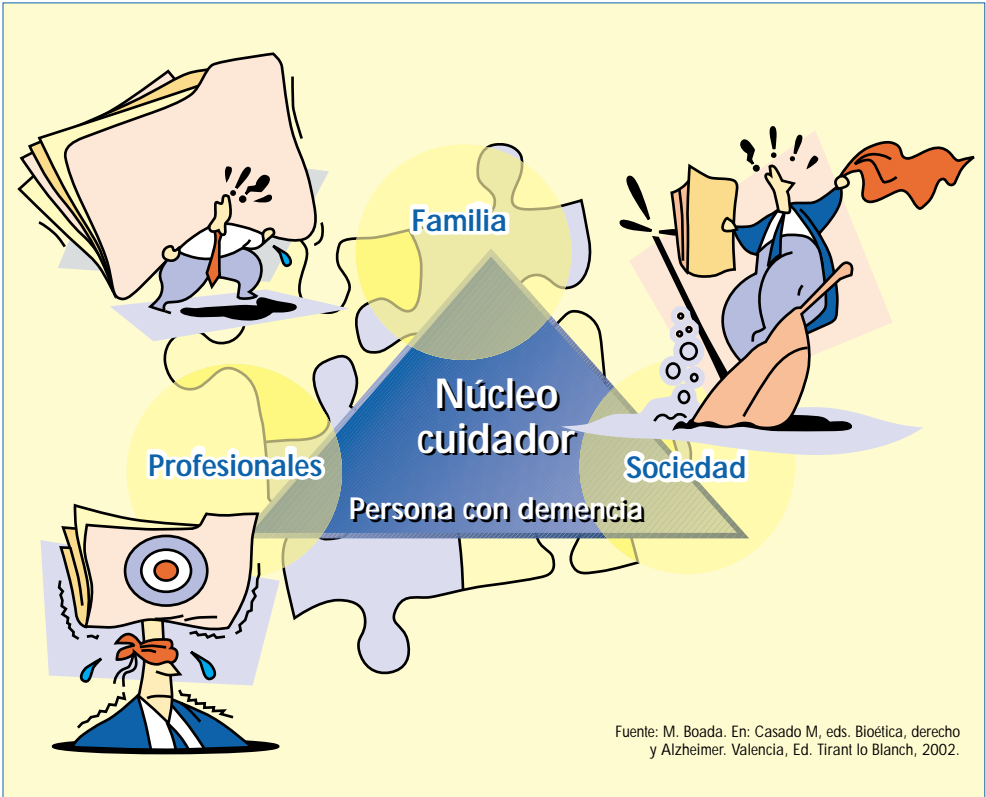 Familia
Núcleo
cuidador
Profesionales
Sociedad
Persona con demencia
Fuente: M. Boada. En: Casado M, eds. Bioética, derecho
y Alzheimer. Valencia, Ed. Tirant lo Blanch, 2002.